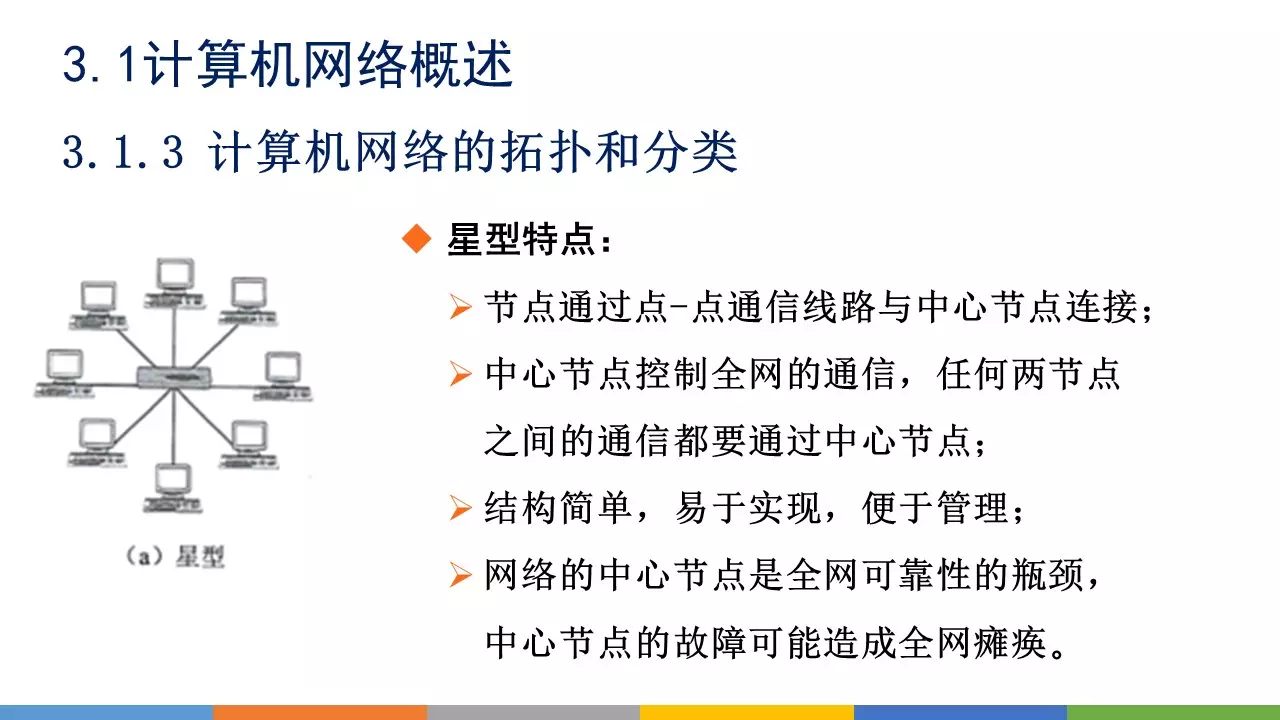 3.1计算机网络概述
3.1.3 计算机网络的拓扑和分类
星型特点：
节点通过点-点通信线路与中心节点连接；
中心节点控制全网的通信，任何两节点
之间的通信都要通过中心节点；
结构简单，易于实现，便于管理；
网络的中心节点是全网可靠性的瓶颈，
中心节点的故障可能造成全网瘫痪。
（a）星型